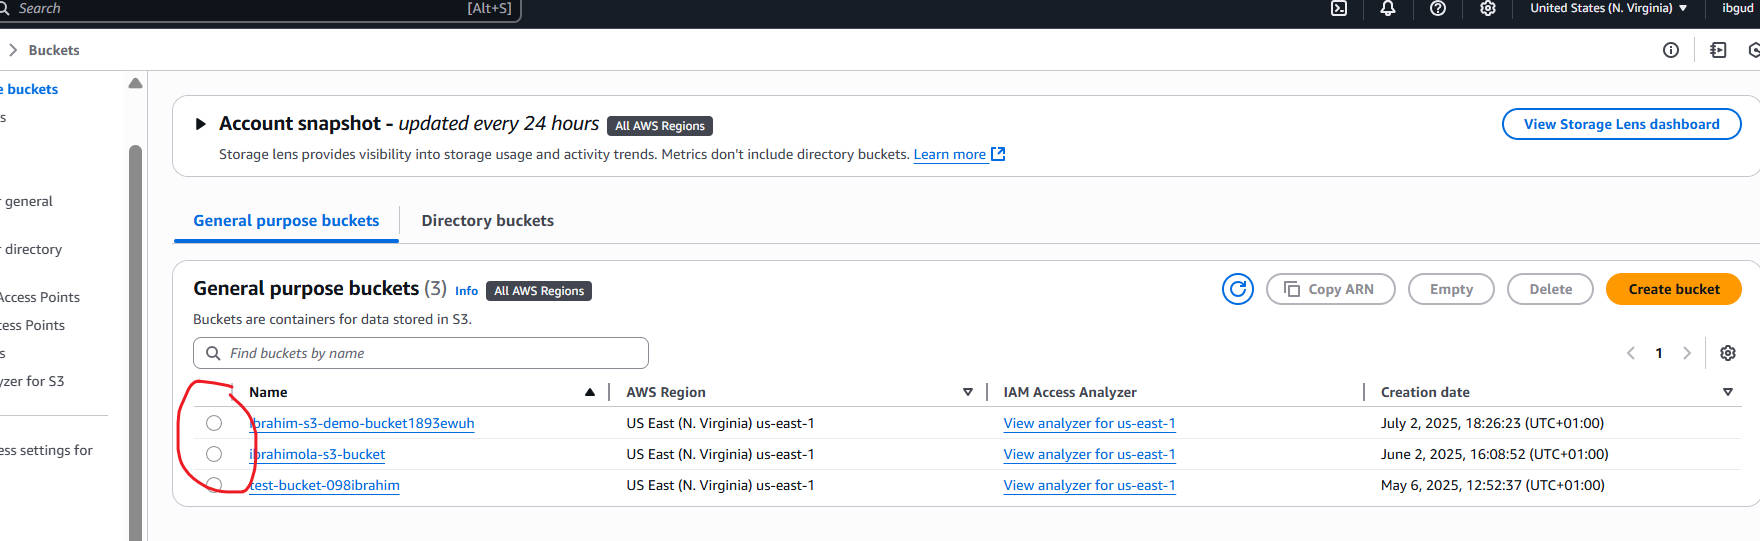 Search [Alt+S] United States (N. Virginia) ibgud
Buckets
e buckets
s
r general
r directory
Access Points
cess Points
s
yzer for S3
ess settings for
Account snapshot - updated every 24 hours All AWS Regions View Storage Lens dashboard
Storage lens provides visibility into storage usage and activity trends. Metrics don't include directory buckets. Learn more
General purpose buckets Directory buckets
General purpose buckets (3) Info All AWS Regions Copy ARN Empty Delete Create bucket
Buckets are containers for data stored in S3.
Find buckets by name 1
Name AWS Region IAM Access Analyzer Creation date
ibrahim-s3-demo-bucket1893ewuh US East (N. Virginia) us-east-1 View analyzer for us-east-1 July 2, 2025, 18:26:23 (UTC+01:00)
ibrahimola-s3-bucket US East (N. Virginia) us-east-1 View analyzer for us-east-1 June 2, 2025, 16:08:52 (UTC+01:00)
test-bucket-098ibrahim US East (N. Virginia) us-east-1 View analyzer for us-east-1 May 6, 2025, 12:52:37 (UTC+01:00)